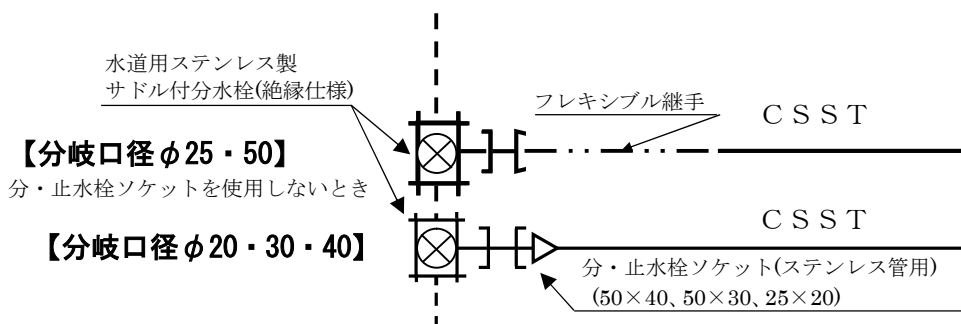 水道用ステンレス製
サドル付分水栓(絶縁仕様)
フレキシブル継手
ＣＳＳＴ
【分岐口径φ25・50】
分・止水栓ソケットを使用しないとき
ＣＳＳＴ
【分岐口径φ20・30・40】
分・止水栓ソケット(ステンレス管用)
(50×40、50×30、25×20)